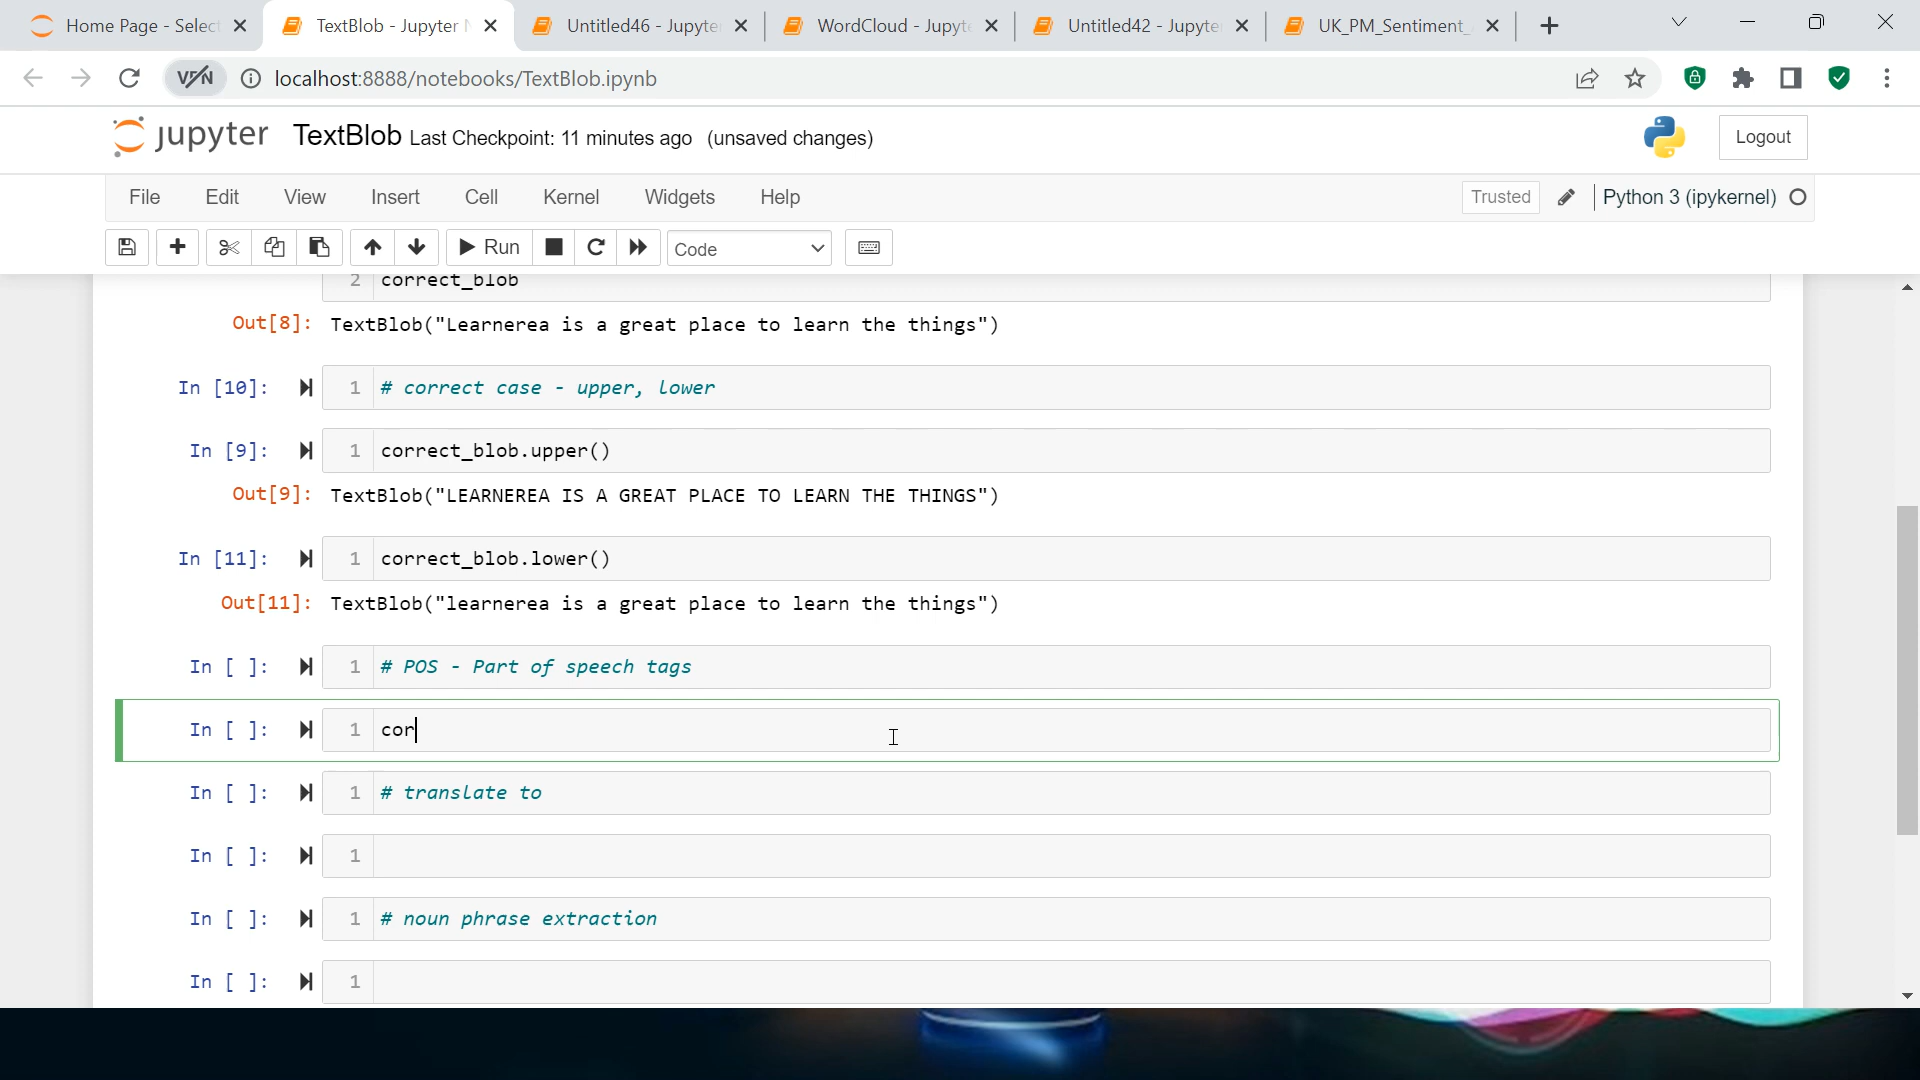 Home Page - Select
TextBlob - Jupyter N
Untitled46 - Jupyte
WordCloud - Jupyte
Untitled42 - Jupyte
UK_PM_Sentiment_
VPN
localhost:8888/notebooks/TextBlob.ipynb
jupyter TextBlob Last Checkpoint: 11 minutes ago (unsaved changes)
Logout
File Edit View Insert Cell Kernel Widgets Help
Trusted
Python 3 (ipykernel)
Run
Code
2 correct_blob
Out[8]: TextBlob("Learnerea is a great place to learn the things")
In [10]: 1 # correct case - upper, lower
In [9]: 1 correct_blob.upper()
Out[9]: TextBlob("LEARNEREA IS A GREAT PLACE TO LEARN THE THINGS")
In [11]: 1 correct_blob.lower()
Out[11]: TextBlob("learnerea is a great place to learn the things")
In [ ]: 1 # POS - Part of speech tags
In [ ]: 1 cor
In [ ]: 1 # translate to
In [ ]: 1
In [ ]: 1 # noun phrase extraction
In [ ]: 1